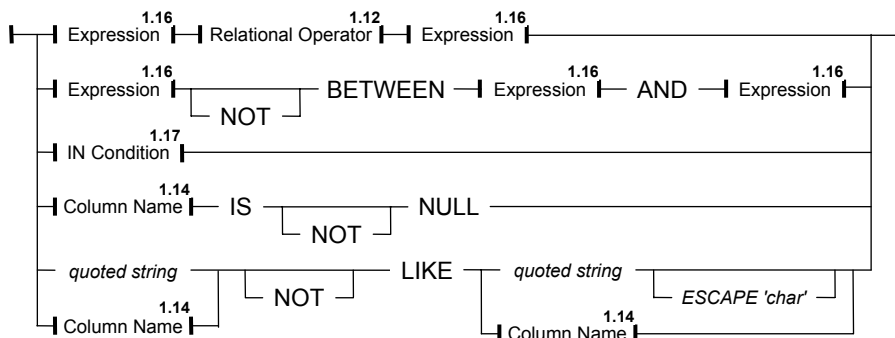 1.16 1.12 1.16
Expression Relational Operator Expression
1.16 1.16 1.16
Expression BETWEEN Expression AND Expression
NOT
1.17
IN Condition
1.14
Column Name IS NULL
NOT
quoted string LIKE quoted string
NOT ESCAPE 'char'
1.14 1.14
Column Name Column Name